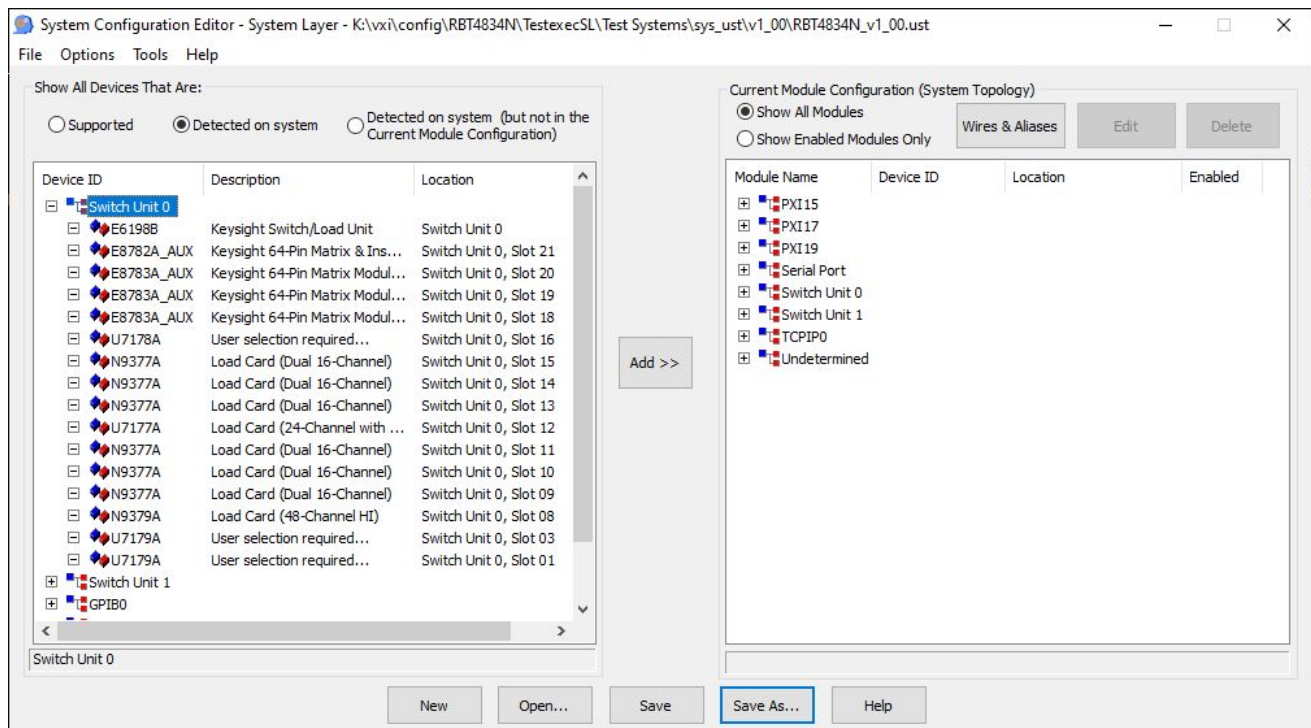 System Configuration Editor - System Layer - K:\vxi\config\RBT4834N\TestexecSL\Test Systems\sys_ust\v1_00\RBT4834N_v1_00.ust
File Options Tools Help
Show All Devices That Are:
Supported
Detected on system
Detected on system (but not in the
Current Module Configuration)
Device ID Description Location
Switch Unit 0
E6198B Keysight Switch/Load Unit Switch Unit 0
E8782A_AUX Keysight 64-Pin Matrix & Ins... Switch Unit 0, Slot 21
E8783A_AUX Keysight 64-Pin Matrix Modul... Switch Unit 0, Slot 20
E8783A_AUX Keysight 64-Pin Matrix Modul... Switch Unit 0, Slot 19
E8783A_AUX Keysight 64-Pin Matrix Modul... Switch Unit 0, Slot 18
U7178A User selection required... Switch Unit 0, Slot 16
N9377A Load Card (Dual 16-Channel) Switch Unit 0, Slot 15
N9377A Load Card (Dual 16-Channel) Switch Unit 0, Slot 14
N9377A Load Card (Dual 16-Channel) Switch Unit 0, Slot 13
U7177A Load Card (24-Channel with ... Switch Unit 0, Slot 12
N9377A Load Card (Dual 16-Channel) Switch Unit 0, Slot 11
N9377A Load Card (Dual 16-Channel) Switch Unit 0, Slot 10
N9377A Load Card (Dual 16-Channel) Switch Unit 0, Slot 09
N9379A Load Card (48-Channel HI) Switch Unit 0, Slot 08
U7179A User selection required... Switch Unit 0, Slot 03
U7179A User selection required... Switch Unit 0, Slot 01
Switch Unit 1
GPIB0
Switch Unit 0
Add >>
Current Module Configuration (System Topology)
Show All Modules
Show Enabled Modules Only
Wires & Aliases
Edit
Delete
Module Name Device ID Location Enabled
PXI15
PXI17
PXI19
Serial Port
Switch Unit 0
Switch Unit 1
TCPIP0
Undetermined
New
Open...
Save
Save As...
Help